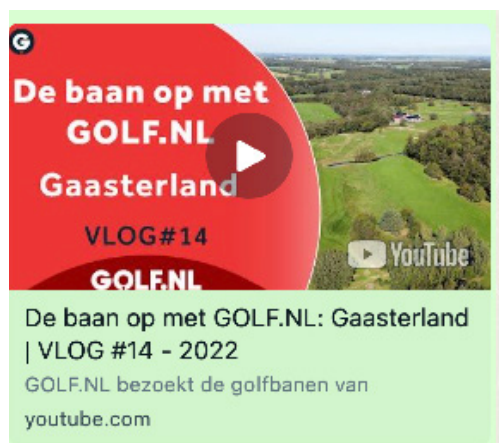 G
De baan op met
GOLF.NL
Gaasterland
VLOG#14
GOLF.NL
YouTube
De baan op met GOLF.NL: Gaasterland
| VLOG #14 - 2022
GOLF.NL bezoekt de golfbanen van
youtube.com